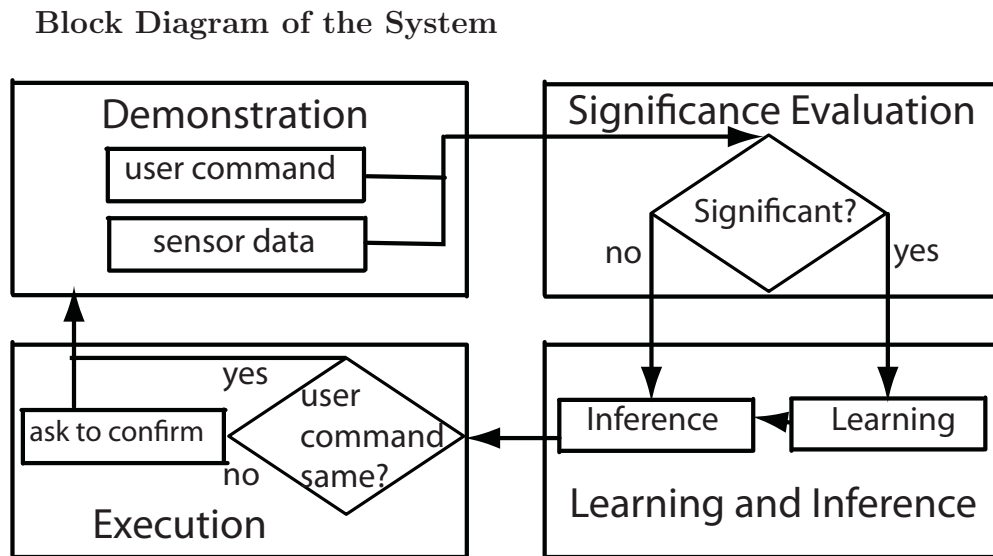 Block Diagram of the System
Demonstration
user command
sensor data
Significance Evaluation
Significant?
no
yes
yes
user
command
same?
ask to confirm
no
Execution
Inference
Learning
Learning and Inference